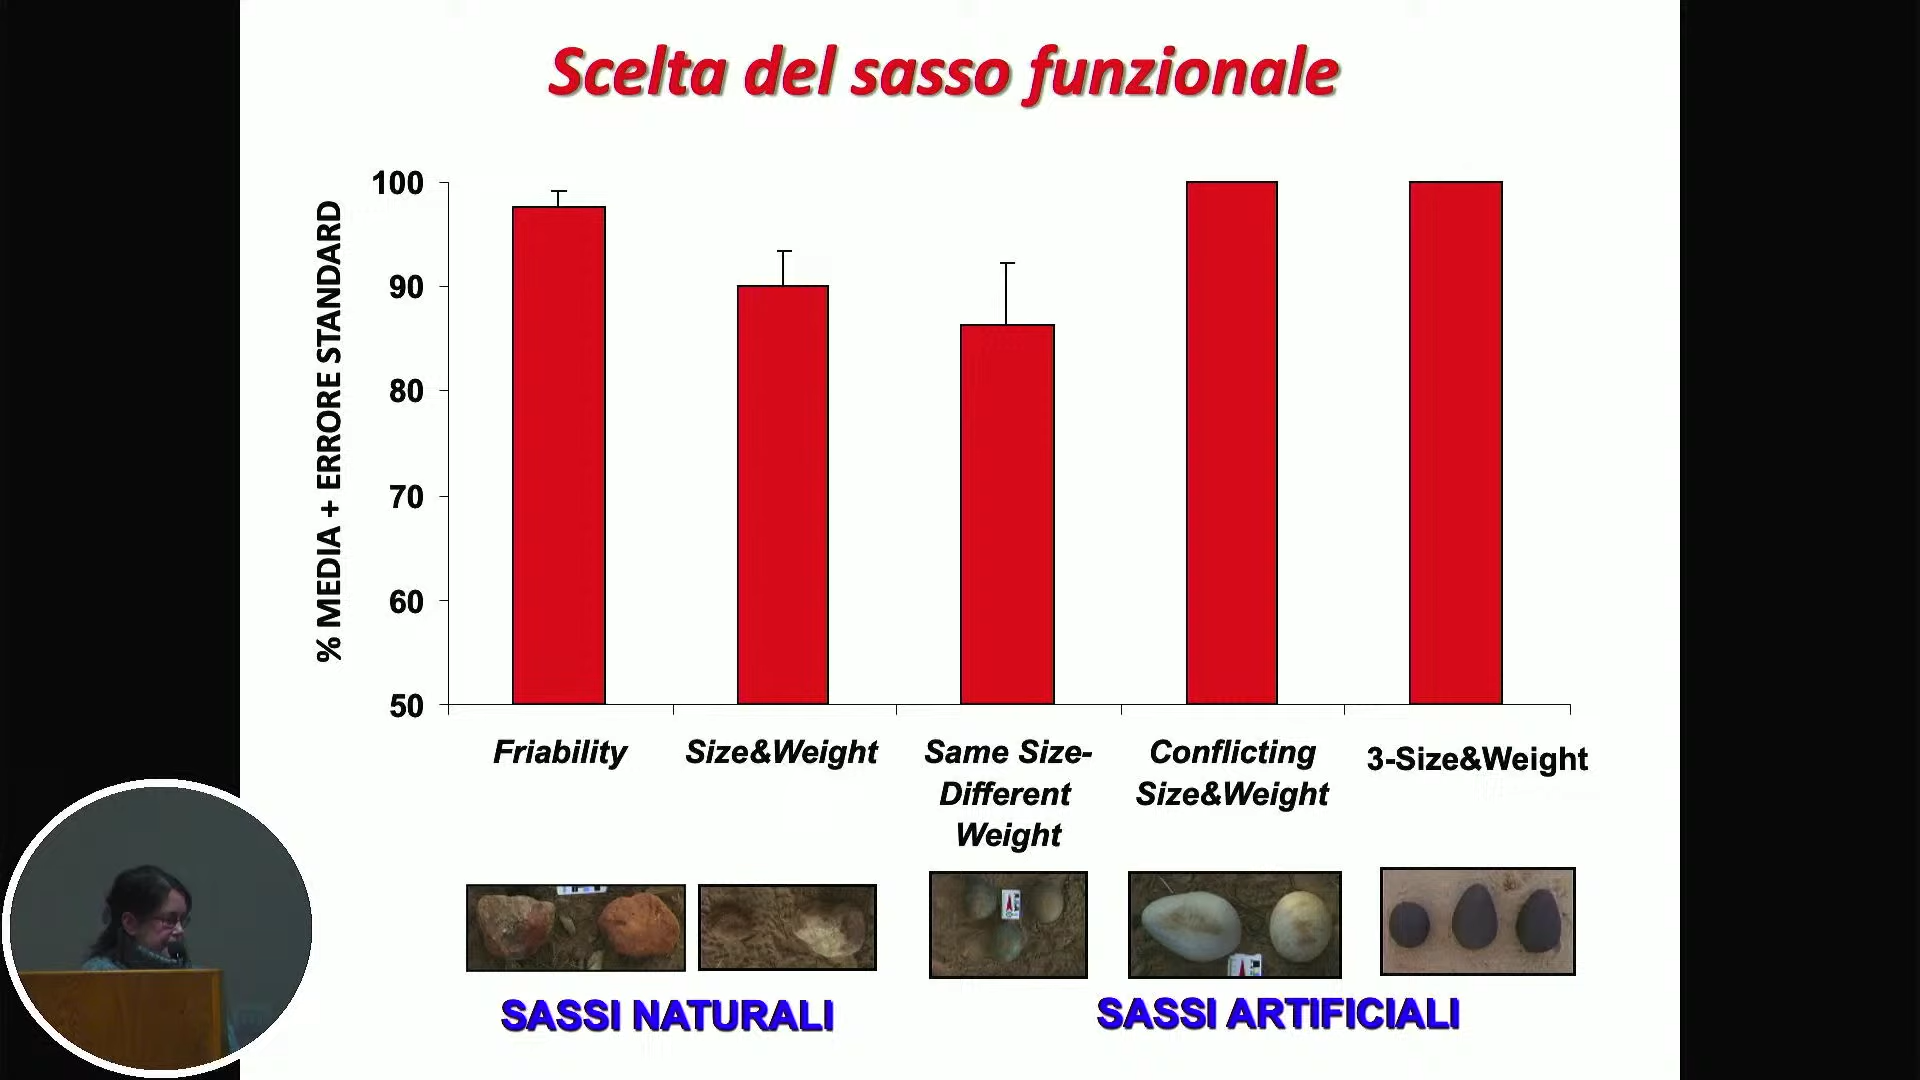 Scelta del sasso funzionale
% MEDIA + ERRORE STANDARD
100
90
80
70
60
50
Friability
Size&Weight
Same Size-
Different
Weight
Conflicting
Size&Weight
3-Size&Weight
SASSI NATURALI
SASSI ARTIFICIALI